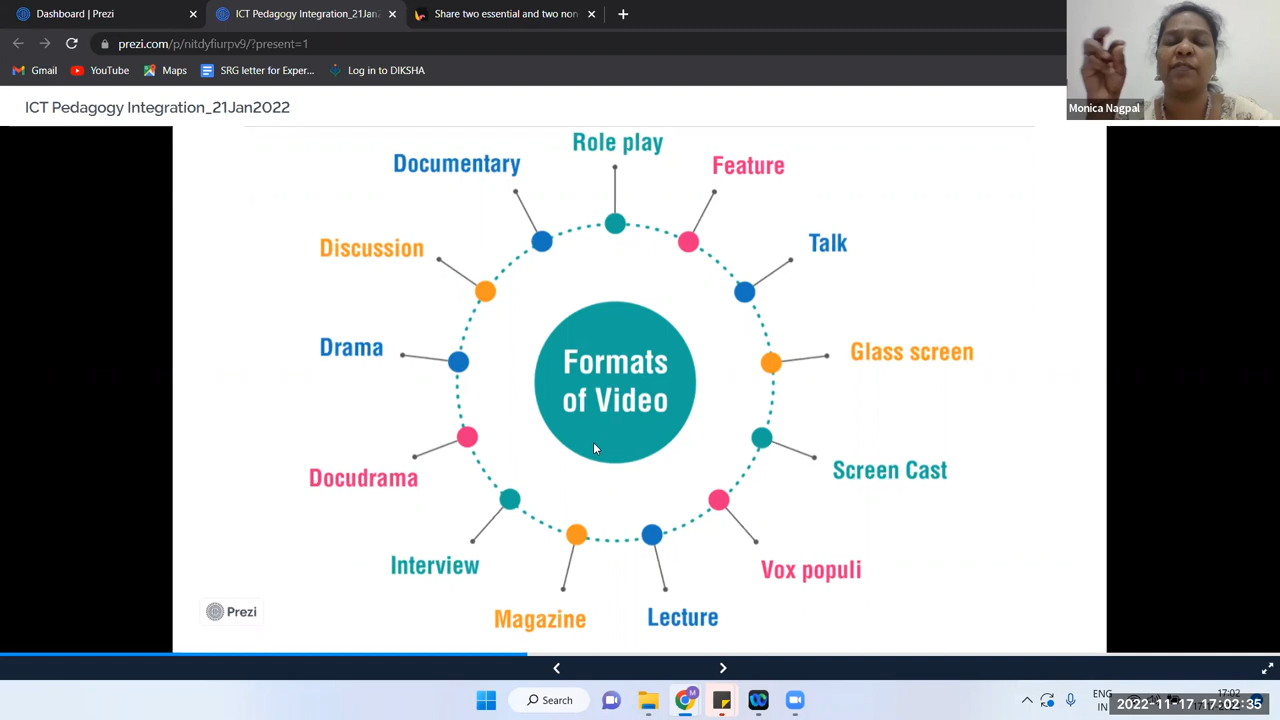 Dashboard | Prezi
ICT Pedagogy Integration_21Jan2
Share two essential and two non
prezi.com/p/nitdyfiurpv9/?present=1
Gmail
YouTube
Maps
SRG letter for Exper...
Log in to DIKSHA
Monica Nagpal
ICT Pedagogy Integration_21Jan2022
Role play
Documentary
Feature
Discussion
Talk
Drama
Glass screen
Formats
of Video
Docudrama
Screen Cast
Interview
Vox populi
Magazine
Lecture
Prezi
Search
ENG
IN
17:02
2022-11-17 17:02:35